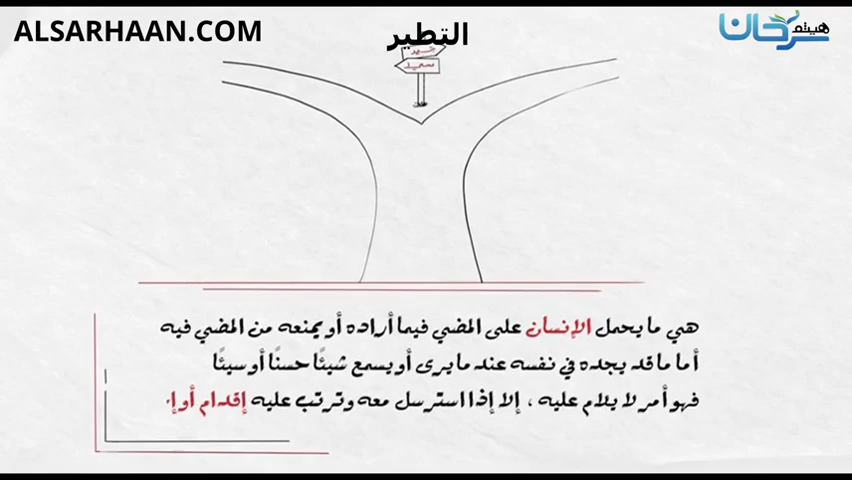 ALSARHAAN.COM
التطير
هيثم
سرحان
سعيد
هي ما يحمل الإنسان على المضي فيما أراده أو يمنعه من المضي فيه
أما ما قد يجده في نفسه عند ما يرى أو يسمع شيئًا حسنًا أو سيئًا
فهو أمر لا يلام عليه ، إلا إذا استرسل معه وترتب عليه إقدام أو إ